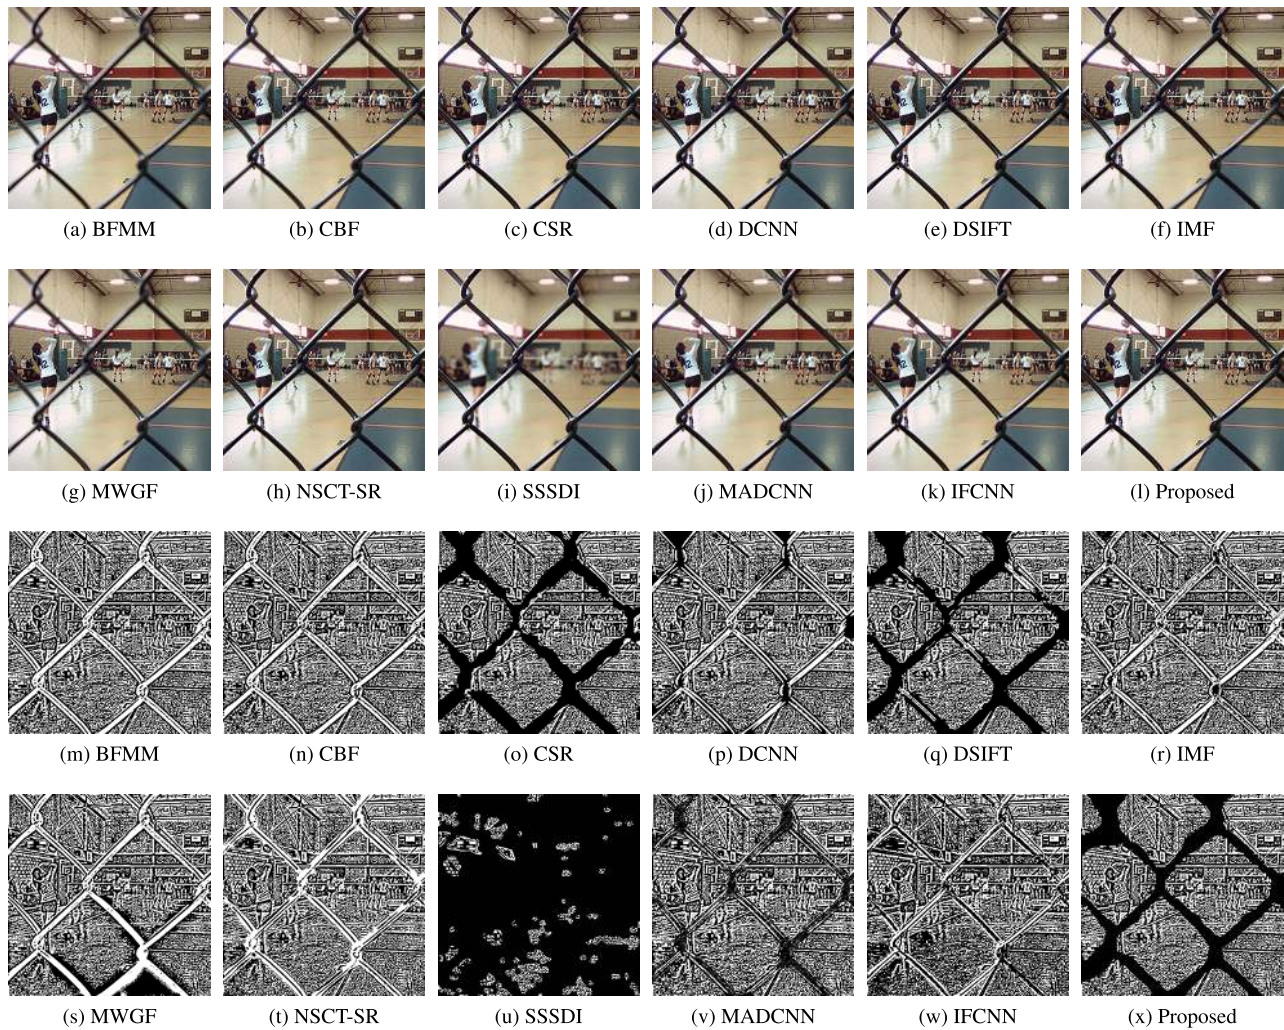 (a) BFMM (b) CBF (c) CSR (d) DCNN (e) DSIFT (f) IMF
(g) MWGF (h) NSCT-SR (i) SSSDI (j) MADCNN (k) IFCNN (l) Proposed
(m) BFMM (n) CBF (o) CSR (p) DCNN (q) DSIFT (r) IMF
(s) MWGF (t) NSCT-SR (u) SSSDI (v) MADCNN (w) IFCNN (x) Proposed